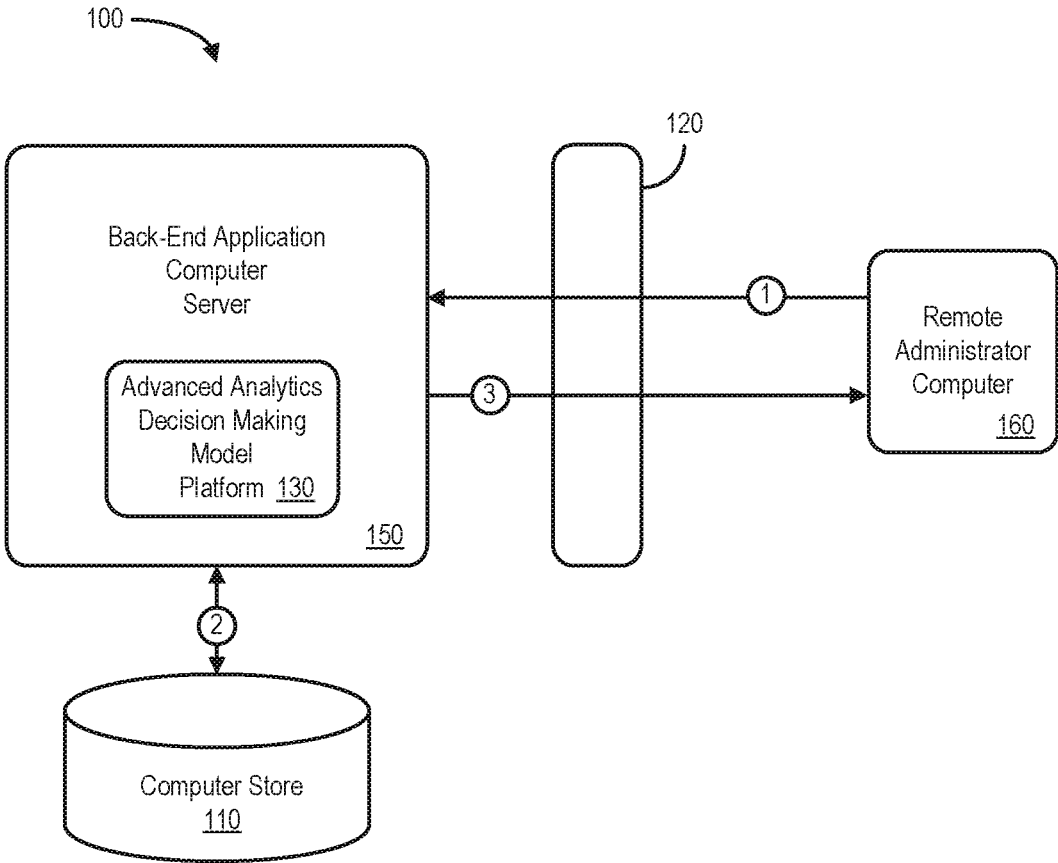 100
120
Back-End Application
Computer
Server
1
Remote
Administrator
Computer
160
Advanced Analytics
Decision Making
Model
Platform 130
3
150
2
Computer Store
110